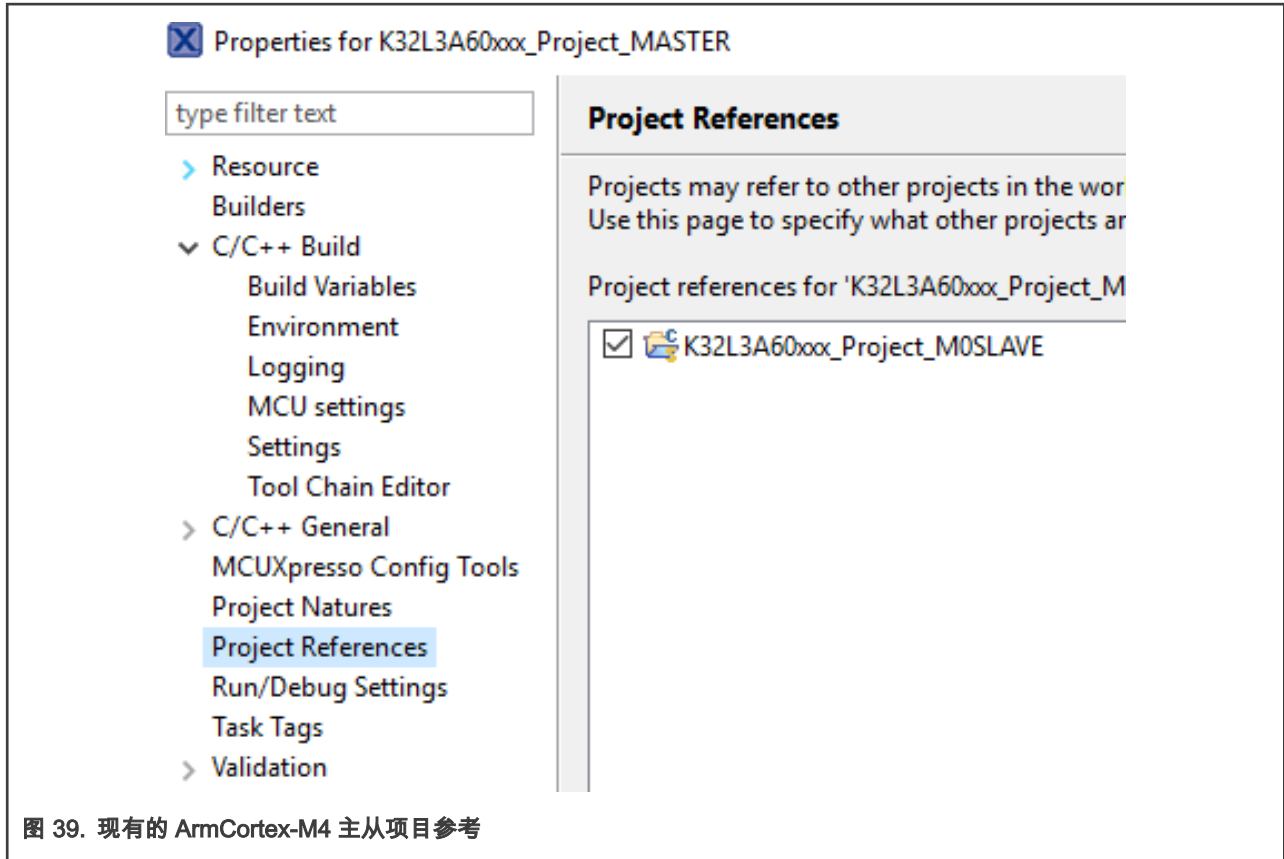 Properties for K32L3A60xxx_Project_MASTER
type filter text
Resource
Builders
C/C++ Build
Build Variables
Environment
Logging
MCU settings
Settings
Tool Chain Editor
C/C++ General
MCUXpresso Config Tools
Project Natures
Project References
Run/Debug Settings
Task Tags
Validation
Project References
Projects may refer to other projects in the wor
Use this page to specify what other projects ar
Project references for 'K32L3A60xxx_Project_M
K32L3A60xxx_Project_M0SLAVE
图 39. 现有的 ArmCortex-M4 主从项目参考